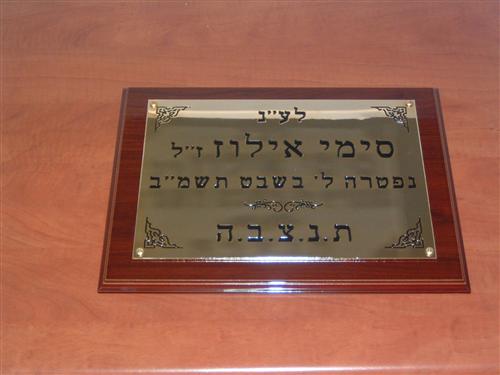 לע״נ
סימי אילוז ז״ל
נפטרה ל׳ בשבט תשמ״ב
ת.נ.צ.ב.ה